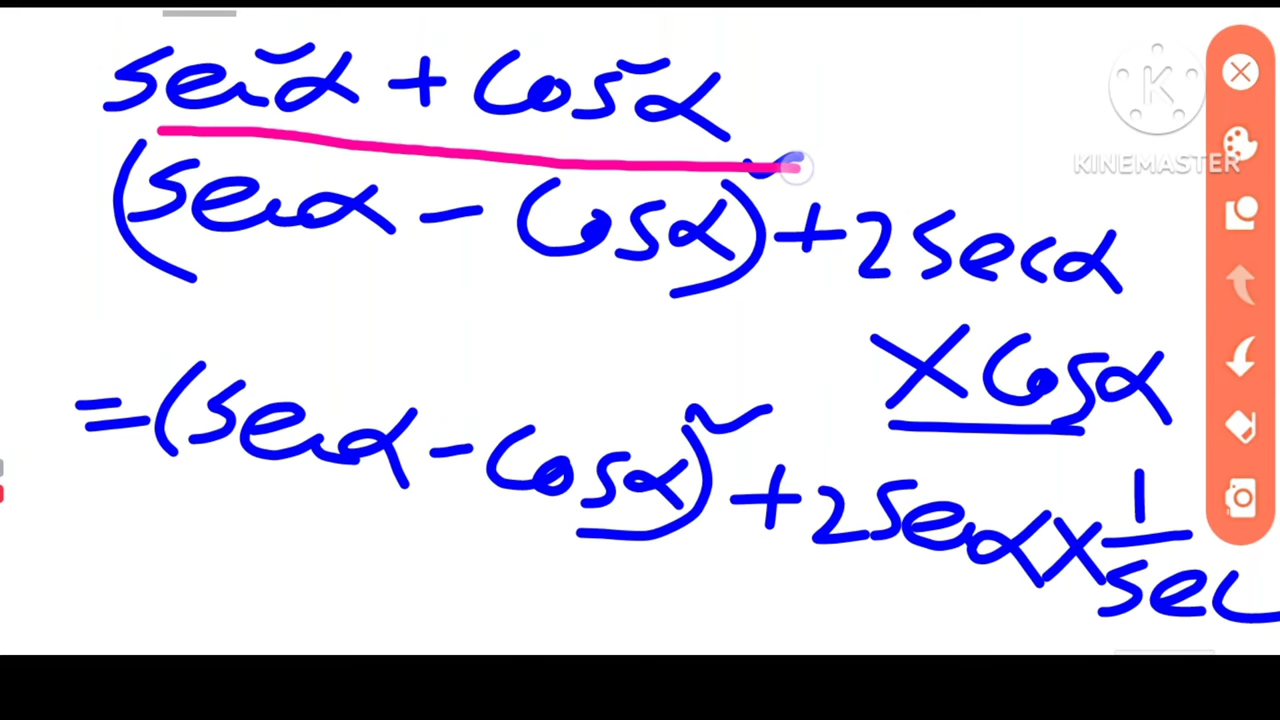 sec²α + cos²α
(secα - cosα)² + 2secα
× cosα
= (secα - cosα)² + 2secα × 1/sec
KINEMASTER